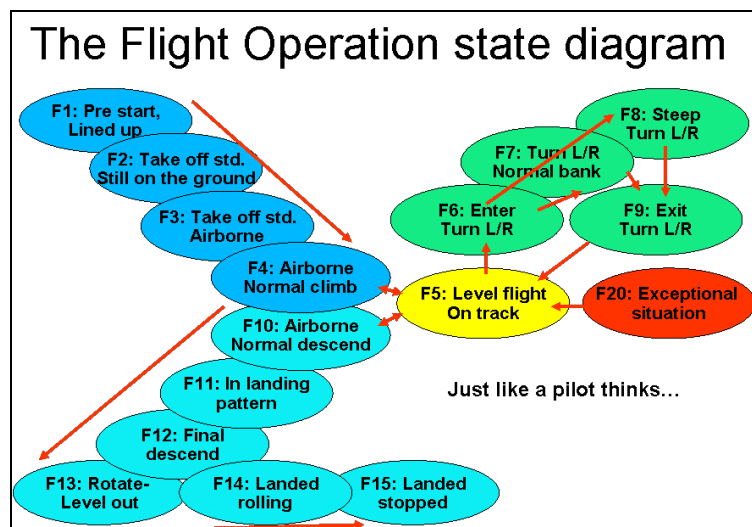 The Flight Operation state diagram
F1: Pre start,
Lined up
F2: Take off std.
Still on the ground
F3: Take off std.
Airborne
F4: Airborne
Normal climb
F10: Airborne
Normal descend
F11: In landing
pattern
F12: Final
descend
F13: Rotate-
Level out
F14: Landed
rolling
F15: Landed
stopped
F8: Steep
Turn L/R
F7: Turn L/R
Normal bank
F6: Enter
Turn L/R
F9: Exit
Turn L/R
F5: Level flight
On track
F20: Exceptional
situation
Just like a pilot thinks...